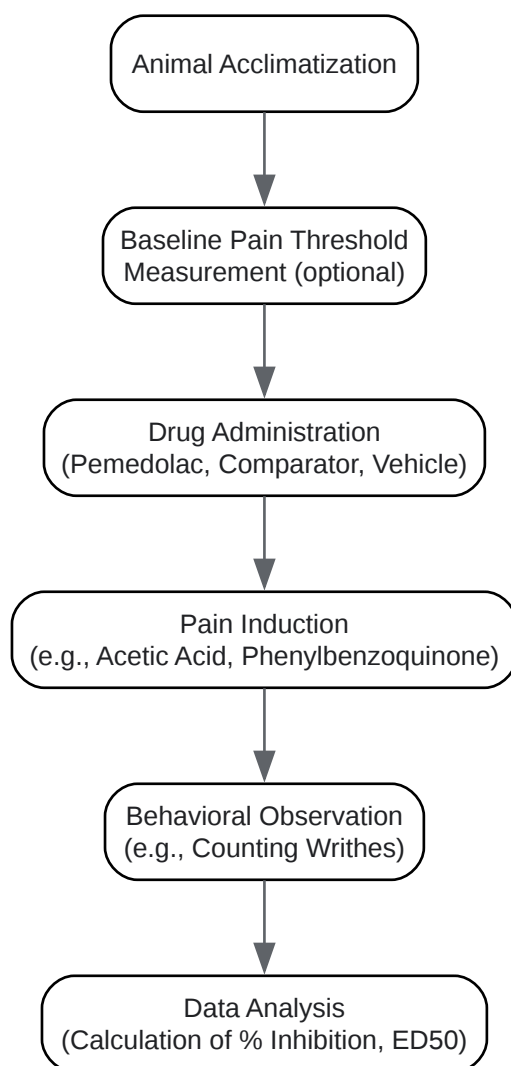 Animal Acclimatization
Baseline Pain Threshold
Measurement (optional)
Drug Administration
(Pemedolac, Comparator, Vehicle)
Pain Induction
(e.g., Acetic Acid, Phenylbenzoquinone)
Behavioral Observation
(e.g., Counting Writhes)
Data Analysis
(Calculation of % Inhibition, ED50)